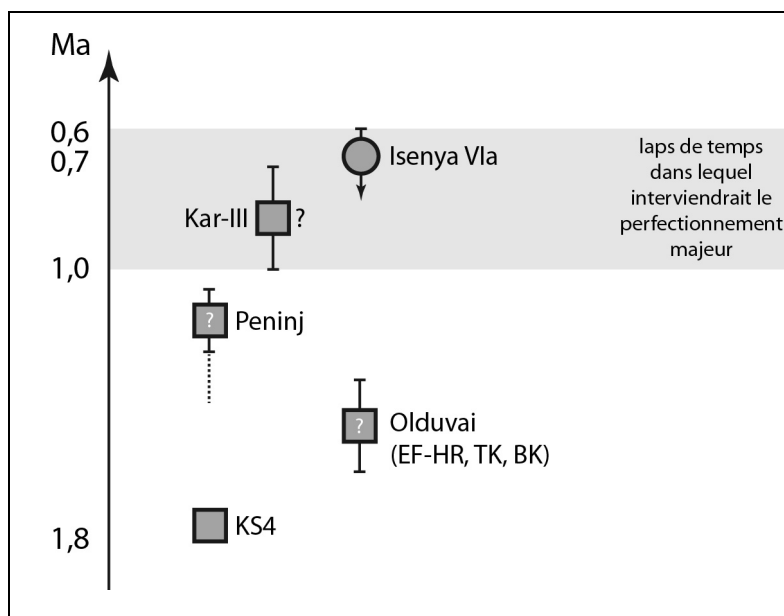 Ma
0,6
0,7
Isenya VIa
laps de temps
dans lequel
interviendrait le
perfectionnement
majeur
Kar-III ?
1,0
? Peninj
? Olduvai
(EF-HR, TK, BK)
KS4
1,8